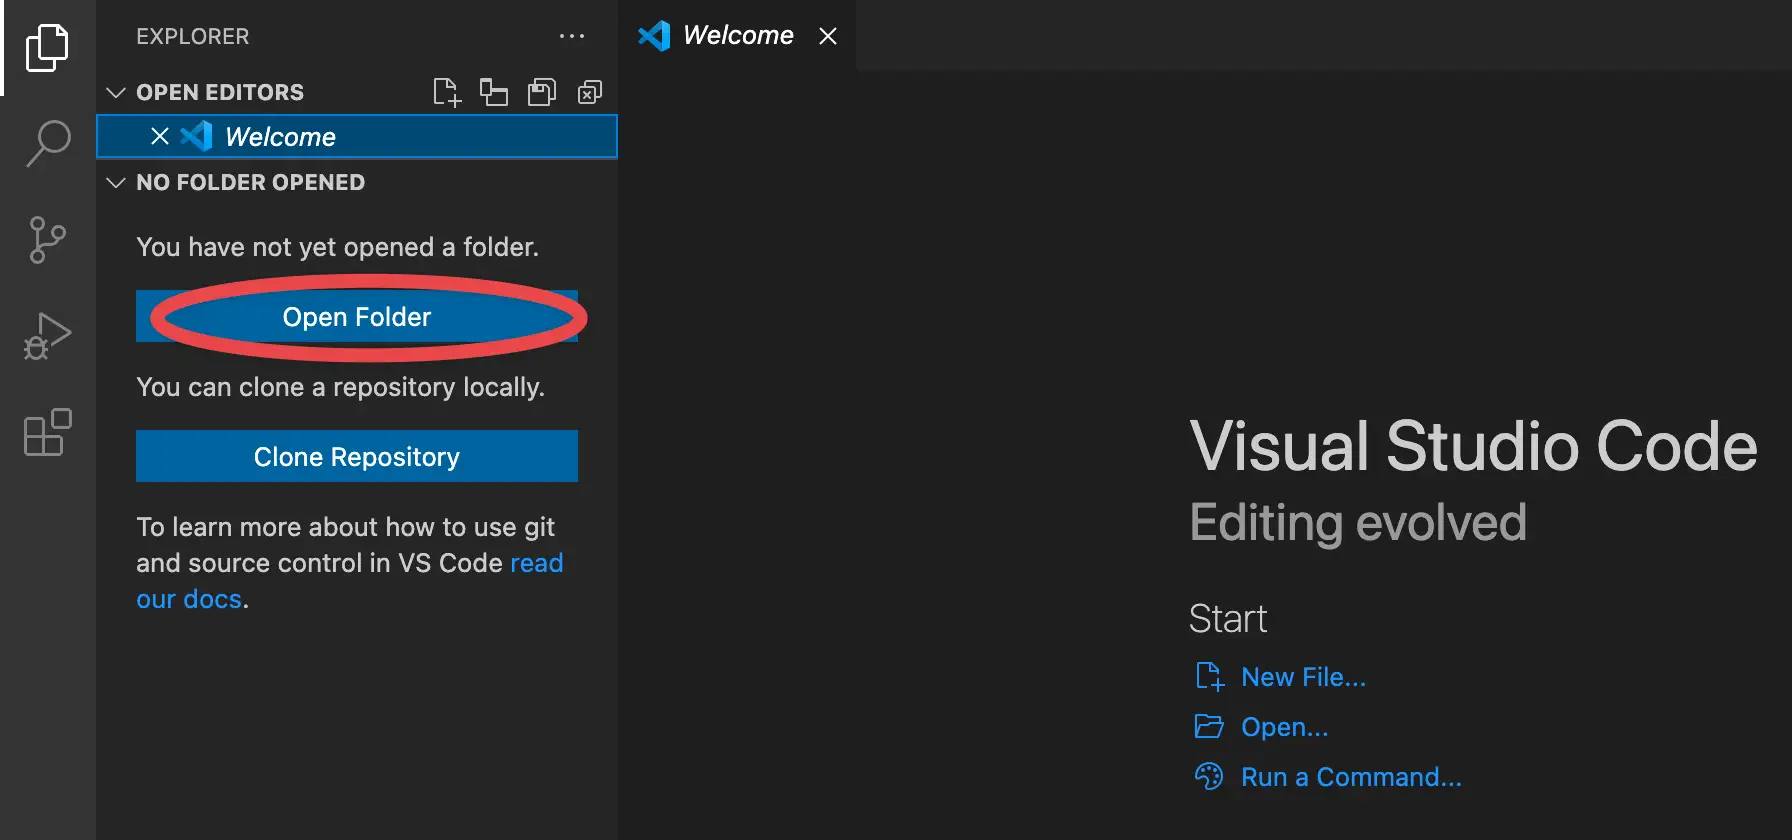 EXPLORER
Welcome
OPEN EDITORS
Welcome
NO FOLDER OPENED
You have not yet opened a folder.
Open Folder
You can clone a repository locally.
Clone Repository
To learn more about how to use git
and source control in VS Code read
our docs.
Visual Studio Code
Editing evolved
Start
New File...
Open...
Run a Command...